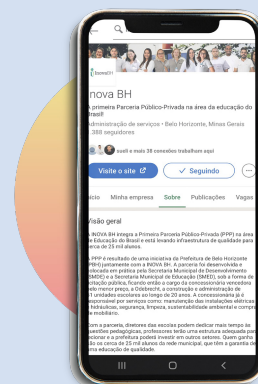 InovaBH
nova BH
A primeira Parceria Público-Privada na área da educação do
Brasil!
Administração de serviços • Belo Horizonte, Minas Gerais
388 seguidores
sueli e mais 38 conexões trabalham aqui
Visite o site
Seguindo
nício Minha empresa Sobre Publicações Vagas
Visão geral
A INOVA BH integra a Primeira Parceria Público-Privada (PPP) na área
de Educação do Brasil e está levando infraestrutura de qualidade para
cerca de 25 mil alunos.
A PPP é resultado de uma iniciativa da Prefeitura de Belo Horizonte
(PBH) juntamente com a INOVA BH. A parceria foi desenvolvida e
colocada em prática pela Secretaria Municipal de Desenvolvimento
(SMDE) e a Secretaria Municipal de Educação (SMED), sob a forma de
licitação pública, ficando então a cargo da concessionária vencedora
pelo menor preço, a Odebrecht, a construção e administração de
51 unidades escolares ao longo de 20 anos. A concessionária já é
responsável por serviços como: manutenção das instalações elétricas
e hidráulicas, segurança, limpeza, sustentabilidade ambiental e compra
de mobiliário.
Com a parceria, diretores das escolas podem dedicar mais tempo às
questões pedagógicas, professores terão uma estrutura adequada para
lecionar e a prefeitura poderá investir em outros setores. Quem ganha
são os cerca de 25 mil alunos da rede municipal, que têm a garantia de
uma educação de qualidade.